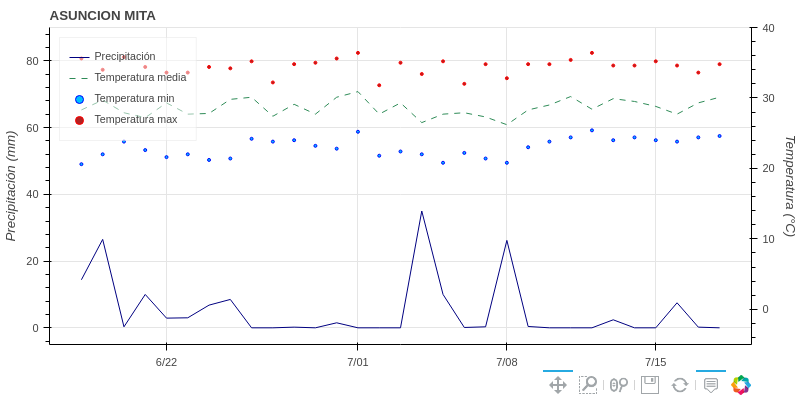 ASUNCION MITA
Precipitación
Temperatura media
Temperatura min
Temperatura max
Precipitación (mm)
80
60
40
20
0
Temperatura (°C)
40
30
20
10
0
6/22
7/01
7/08
7/15